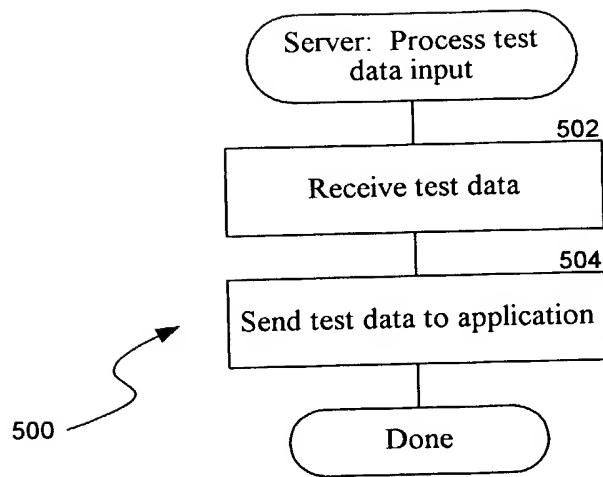 Server: Process test
data input
502
Receive test data
504
Send test data to application
500
Done